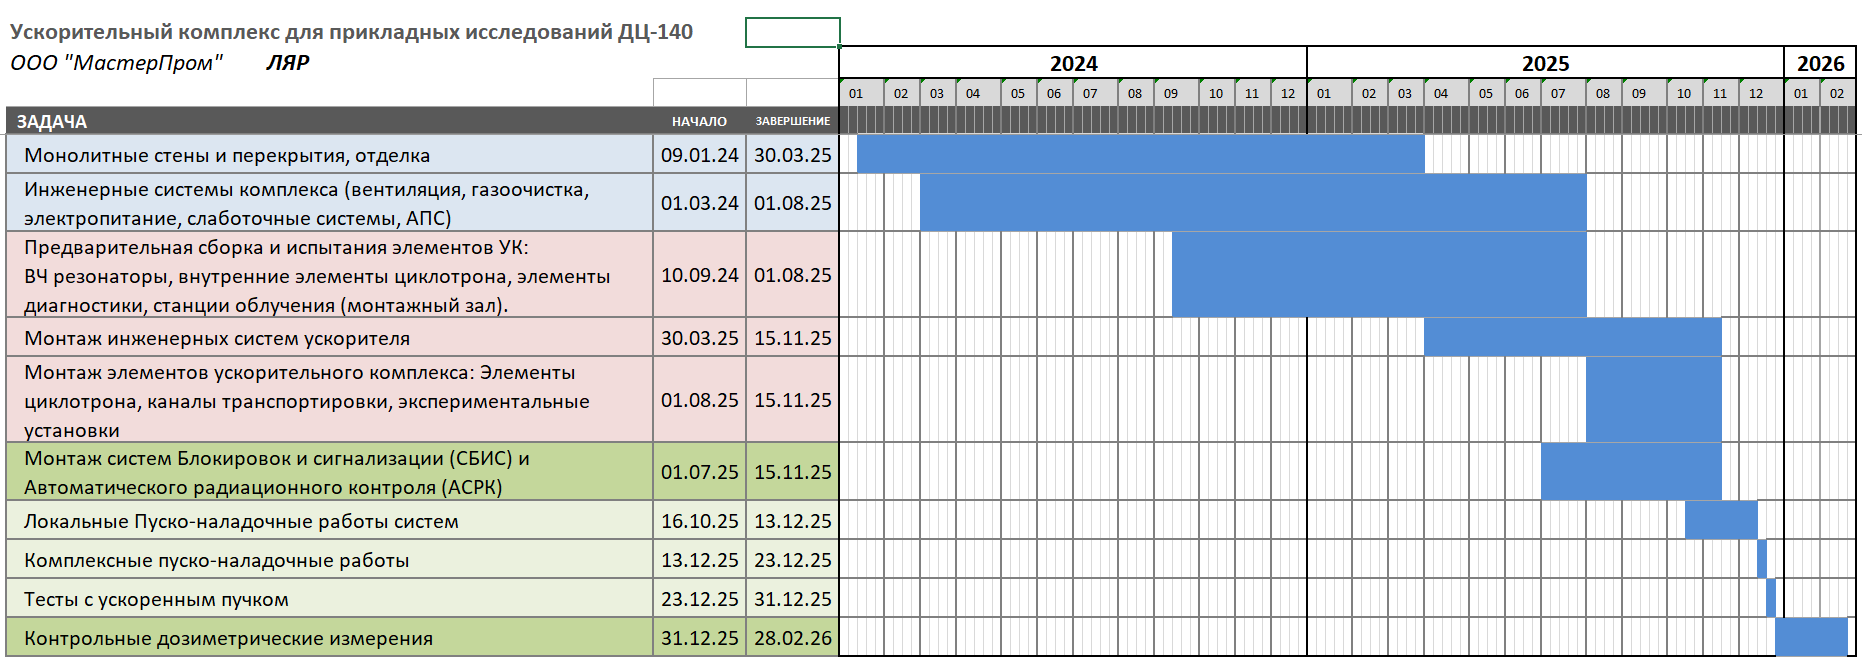 Ускорительный комплекс для прикладных исследований ДЦ-140
ООО "МастерПром" ЛЯР
2024 2025 2026
01 02 03 04 05 06 07 08 09 10 11 12 01 02 03 04 05 06 07 08 09 10 11 12 01 02
ЗАДАЧА НАЧАЛО ЗАВЕРШЕНИЕ
Монолитные стены и перекрытия, отделка 09.01.24 30.03.25
Инженерные системы комплекса (вентиляция, газоочистка,
электропитание, слаботочные системы, АПС) 01.03.24 01.08.25
Предварительная сборка и испытания элементов УК:
ВЧ резонаторы, внутренние элементы циклотрона, элементы 10.09.24 01.08.25
диагностики, станции облучения (монтажный зал).
Монтаж инженерных систем ускорителя 30.03.25 15.11.25
Монтаж элементов ускорительного комплекса: Элементы
циклотрона, каналы транспортировки, экспериментальные 01.08.25 15.11.25
установки
Монтаж систем Блокировок и сигнализации (СБИС) и
Автоматического радиационного контроля (АСРК) 01.07.25 15.11.25
Локальные Пуско-наладочные работы систем 16.10.25 13.12.25
Комплексные пуско-наладочные работы 13.12.25 23.12.25
Тесты с ускоренным пучком 23.12.25 31.12.25
Контрольные дозиметрические измерения 31.12.25 28.02.26